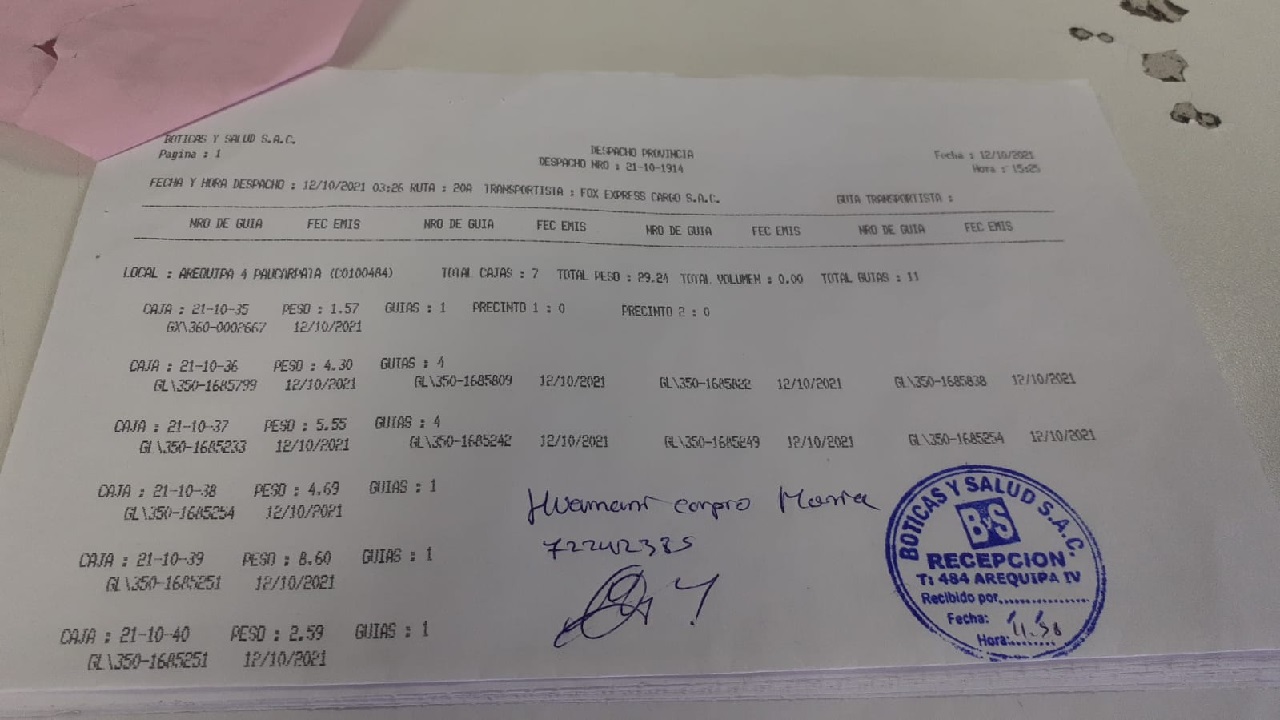 BOTICAS Y SALUD S.A.C.
Pagina : 1
DESPACHO PROVINCIA
DESPACHO NRO : 21-10-1914
Fecha : 12/10/2021
Hora : 15:25
FECHA Y HORA DESPACHO : 12/10/2021 03:26 RUTA : 20A TRANSPORTISTA : FOX EXPRESS CARGO S.A.C.
GUIA TRANSPORTISTA :
NRO DE GUIA FEC EMIS NRO DE GUIA FEC EMIS NRO DE GUIA FEC EMIS NRO DE GUIA FEC EMIS
LOCAL : AREQUIPA 4 PAUCARPATA (C0100484) TOTAL CAJAS : 7 TOTAL PESO : 29.24 TOTAL VOLUMEN : 0.00 TOTAL GUIAS : 11
CAJA : 21-10-35 PESO : 1.57 GUIAS : 1 PRECINTO 1 : 0 PRECINTO 2 : 0
GX\360-0002667 12/10/2021
CAJA : 21-10-36 PESO : 4.30 GUIAS : 4
GL\350-1685799 12/10/2021 GL\350-1685809 12/10/2021 GL\350-1685822 12/10/2021 GL\350-1685838 12/10/2021
CAJA : 21-10-37 PESO : 5.55 GUIAS : 4
GL\350-1685233 12/10/2021 GL\350-1685242 12/10/2021 GL\350-1685249 12/10/2021 GL\350-1685254 12/10/2021
CAJA : 21-10-38 PESO : 4.69 GUIAS : 1
GL\350-1685254 12/10/2021
CAJA : 21-10-39 PESO : 8.60 GUIAS : 1
GL\350-1685251 12/10/2021
CAJA : 21-10-40 PESO : 2.59 GUIAS : 1
GL\350-1685251 12/10/2021
Huamani
72242385
BOTICAS Y SALUD S.A.C.
ByS
RECEPCION
T: 484 AREQUIPA IV
Recibido por
Fecha:
Hora: 11:30